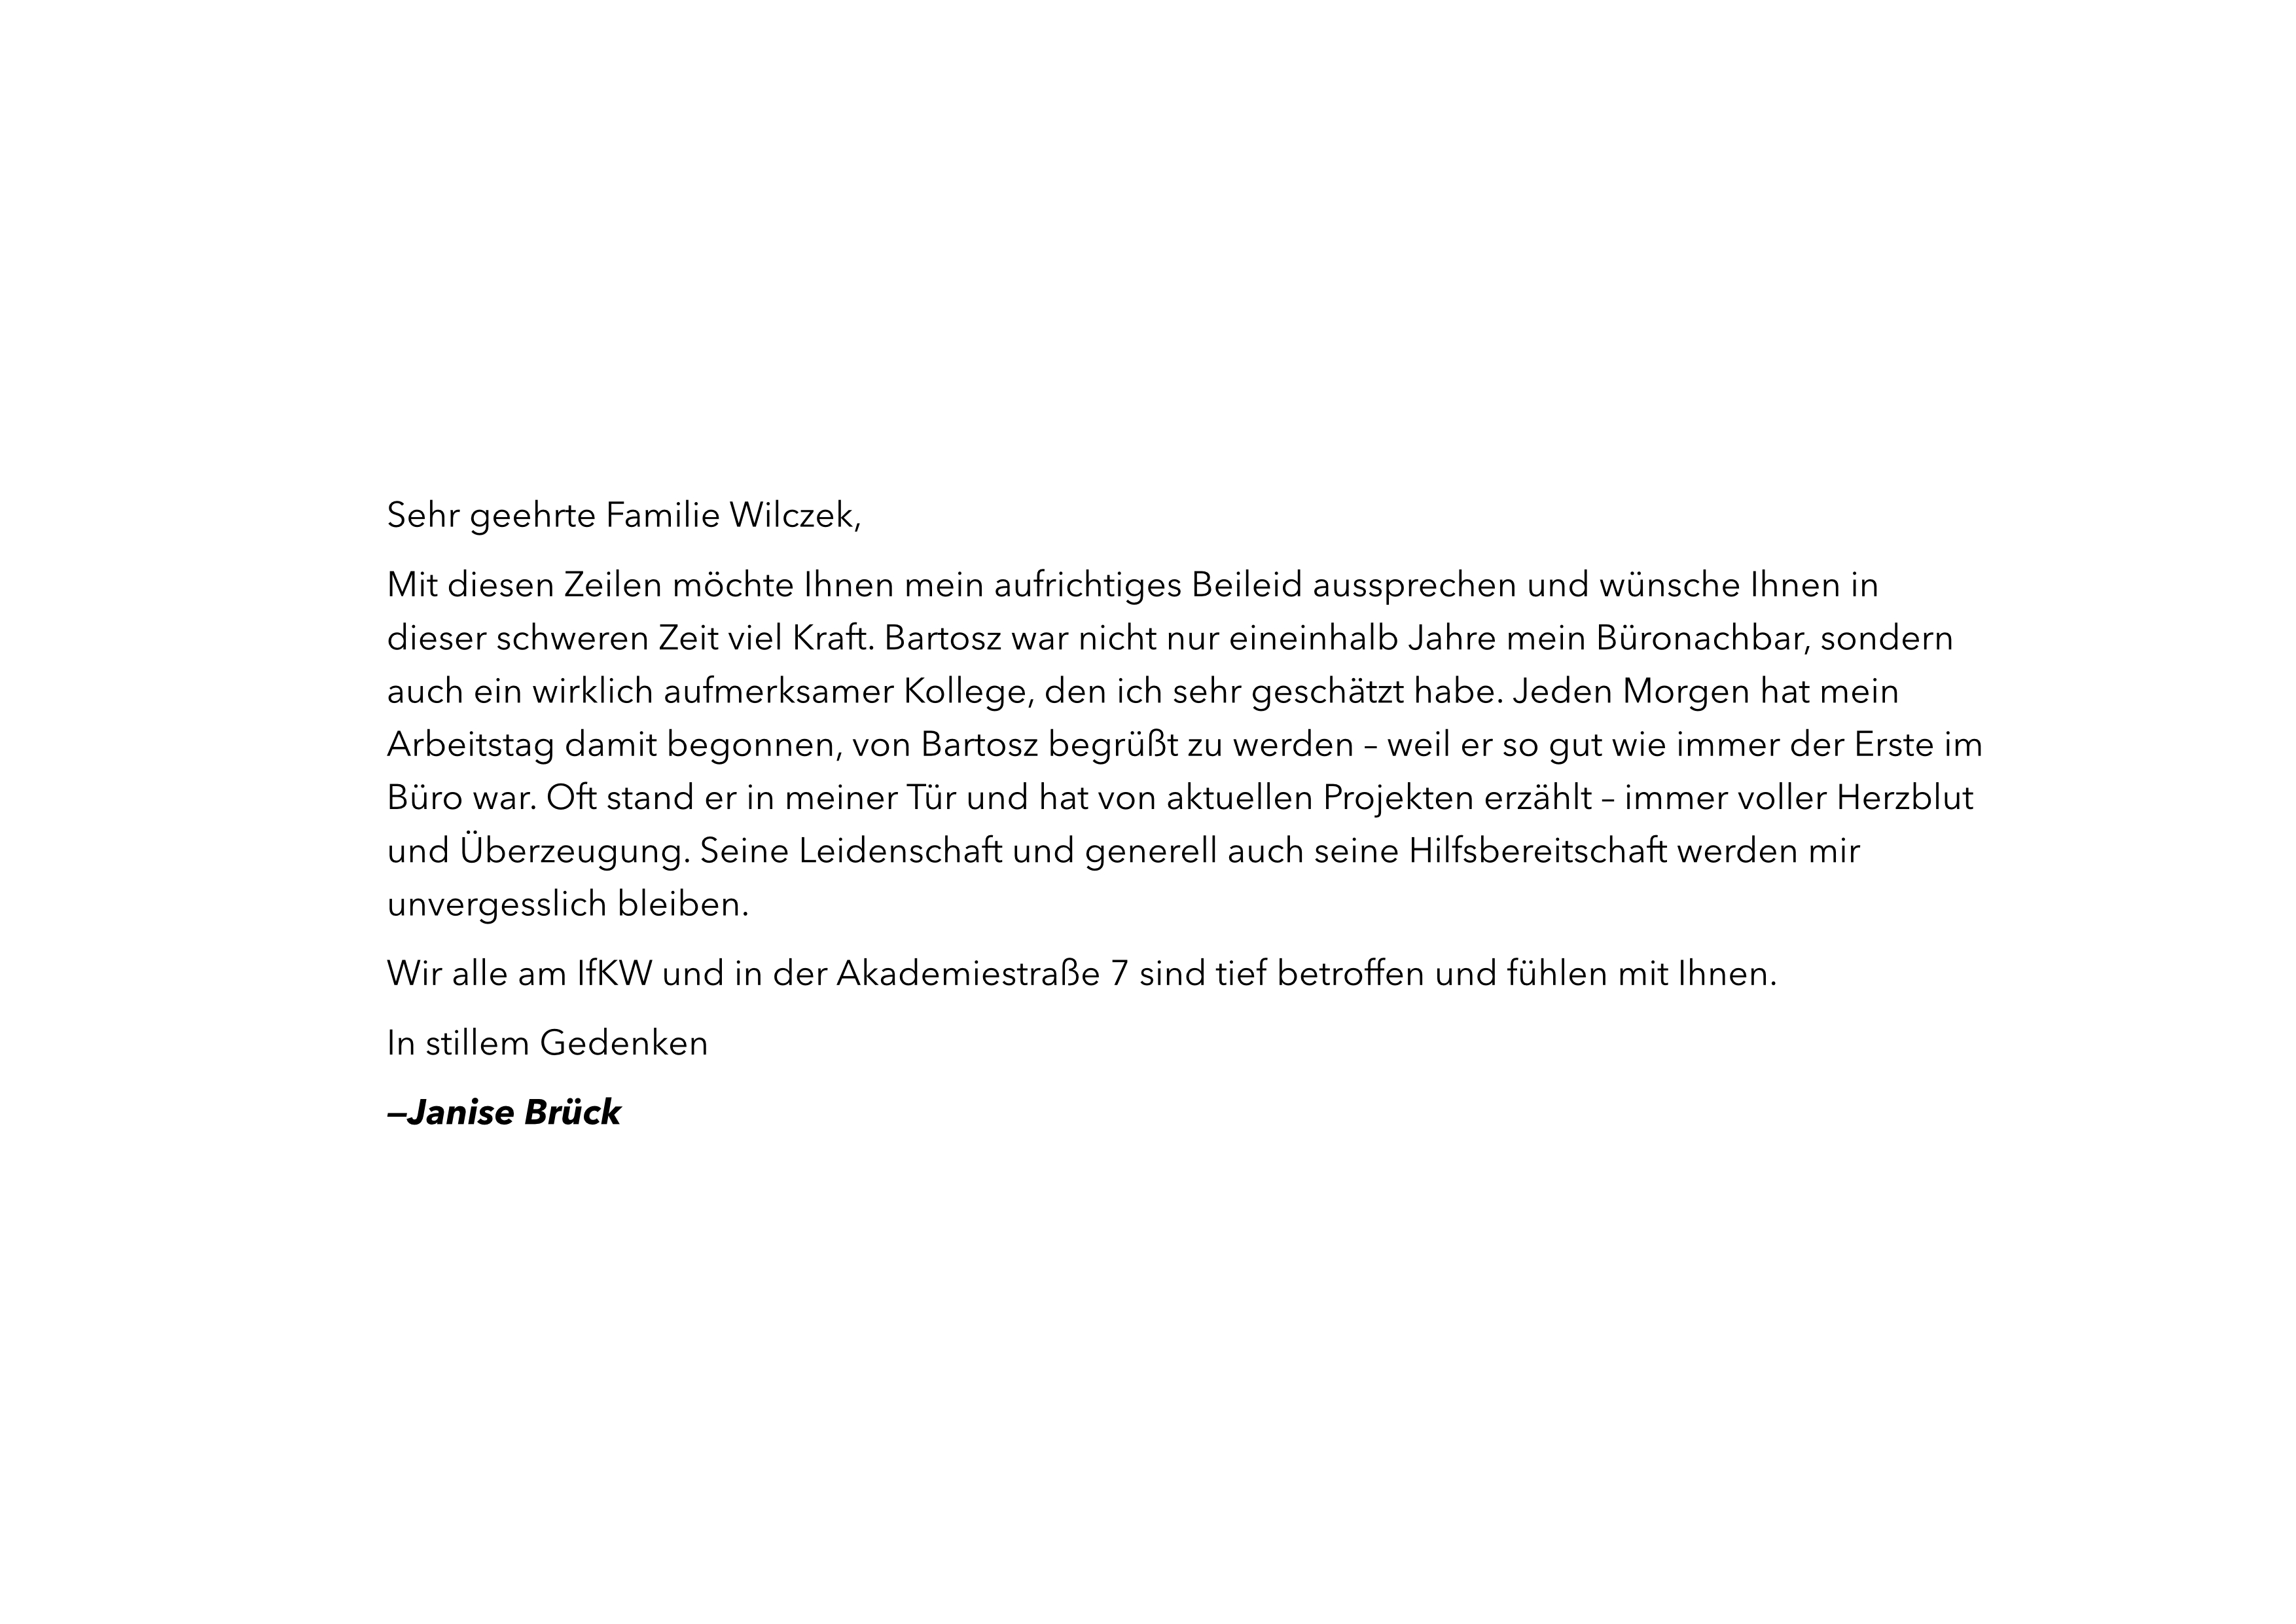 Sehr geehrte Familie Wilczek,
Mit diesen Zeilen möchte Ihnen mein aufrichtiges Beileid aussprechen und wünsche Ihnen in
dieser schweren Zeit viel Kraft. Bartosz war nicht nur eineinhalb Jahre mein Büronachbar, sondern
auch ein wirklich aufmerksamer Kollege, den ich sehr geschätzt habe. Jeden Morgen hat mein
Arbeitstag damit begonnen, von Bartosz begrüßt zu werden – weil er so gut wie immer der Erste im
Büro war. Oft stand er in meiner Tür und hat von aktuellen Projekten erzählt – immer voller Herzblut
und Überzeugung. Seine Leidenschaft und generell auch seine Hilfsbereitschaft werden mir
unvergesslich bleiben.
Wir alle am IfKW und in der Akademiestraße 7 sind tief betroffen und fühlen mit Ihnen.
In stillem Gedenken
—Janise Brück